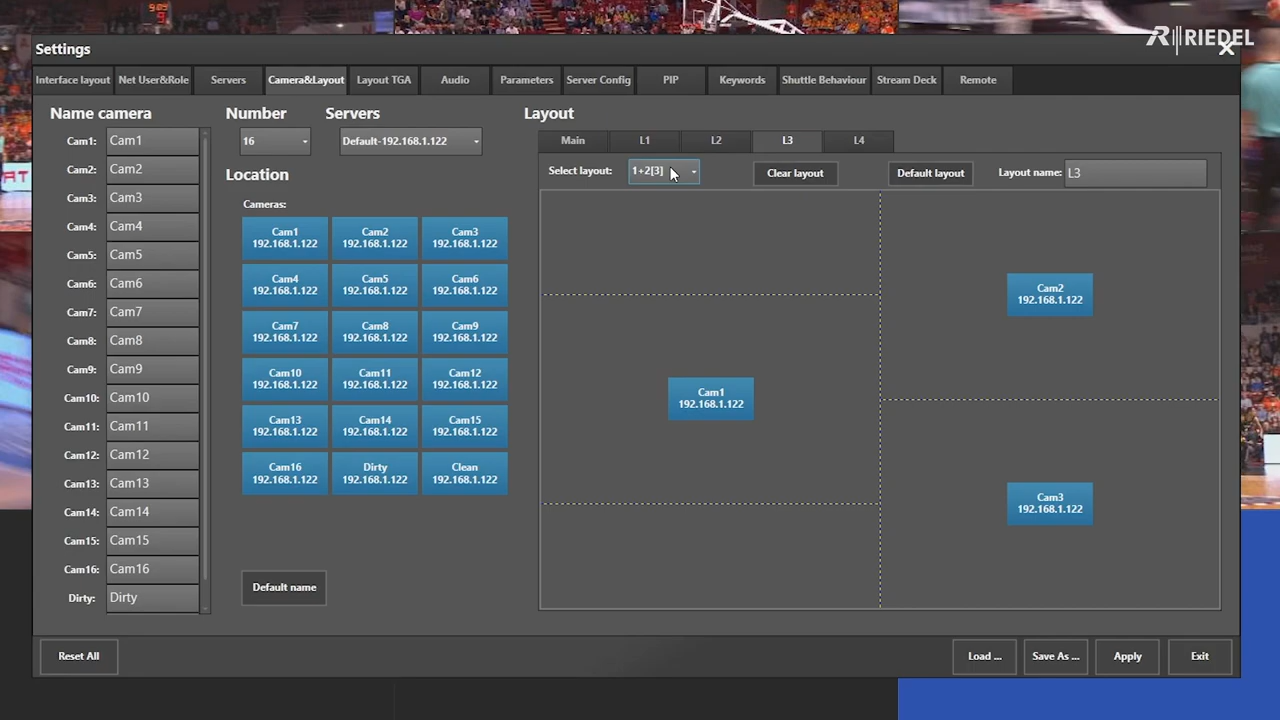 9:09
RIEDEL
Settings
Interface layout
Net User&Role
Servers
Camera&Layout
Layout TGA
Audio
Parameters
Server Config
PIP
Keywords
Shuttle Behaviour
Stream Deck
Remote
Name camera
Number
Servers
Layout
Cam1: Cam1
Cam2: Cam2
Cam3: Cam3
Cam4: Cam4
Cam5: Cam5
Cam6: Cam6
Cam7: Cam7
Cam8: Cam8
Cam9: Cam9
Cam10: Cam10
Cam11: Cam11
Cam12: Cam12
Cam13: Cam13
Cam14: Cam14
Cam15: Cam15
Cam16: Cam16
Dirty: Dirty
16
Default-192.168.1.122
Location
Cameras:
Cam1
192.168.1.122
Cam2
192.168.1.122
Cam3
192.168.1.122
Cam4
192.168.1.122
Cam5
192.168.1.122
Cam6
192.168.1.122
Cam7
192.168.1.122
Cam8
192.168.1.122
Cam9
192.168.1.122
Cam10
192.168.1.122
Cam11
192.168.1.122
Cam12
192.168.1.122
Cam13
192.168.1.122
Cam14
192.168.1.122
Cam15
192.168.1.122
Cam16
192.168.1.122
Dirty
192.168.1.122
Clean
192.168.1.122
Default name
Main
L1
L2
L3
L4
Select layout: 1+2[3]
Clear layout
Default layout
Layout name: L3
Cam1
192.168.1.122
Cam2
192.168.1.122
Cam3
192.168.1.122
Reset All
Load ...
Save As ...
Apply
Exit